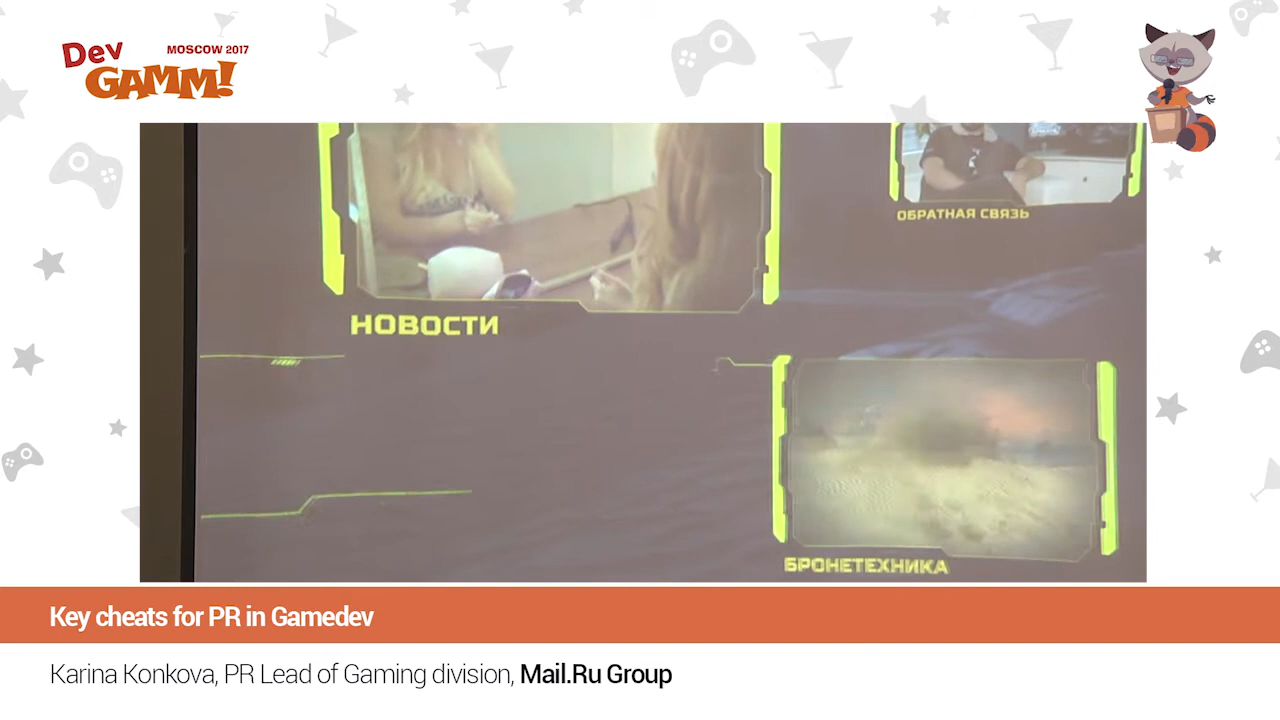 Dev
GAMM!
MOSCOW 2017
ОБРАТНАЯ СВЯЗЬ
НОВОСТИ
БРОНЕТЕХНИКА
Key cheats for PR in Gamedev
Karina Konkova, PR Lead of Gaming division, Mail.Ru Group